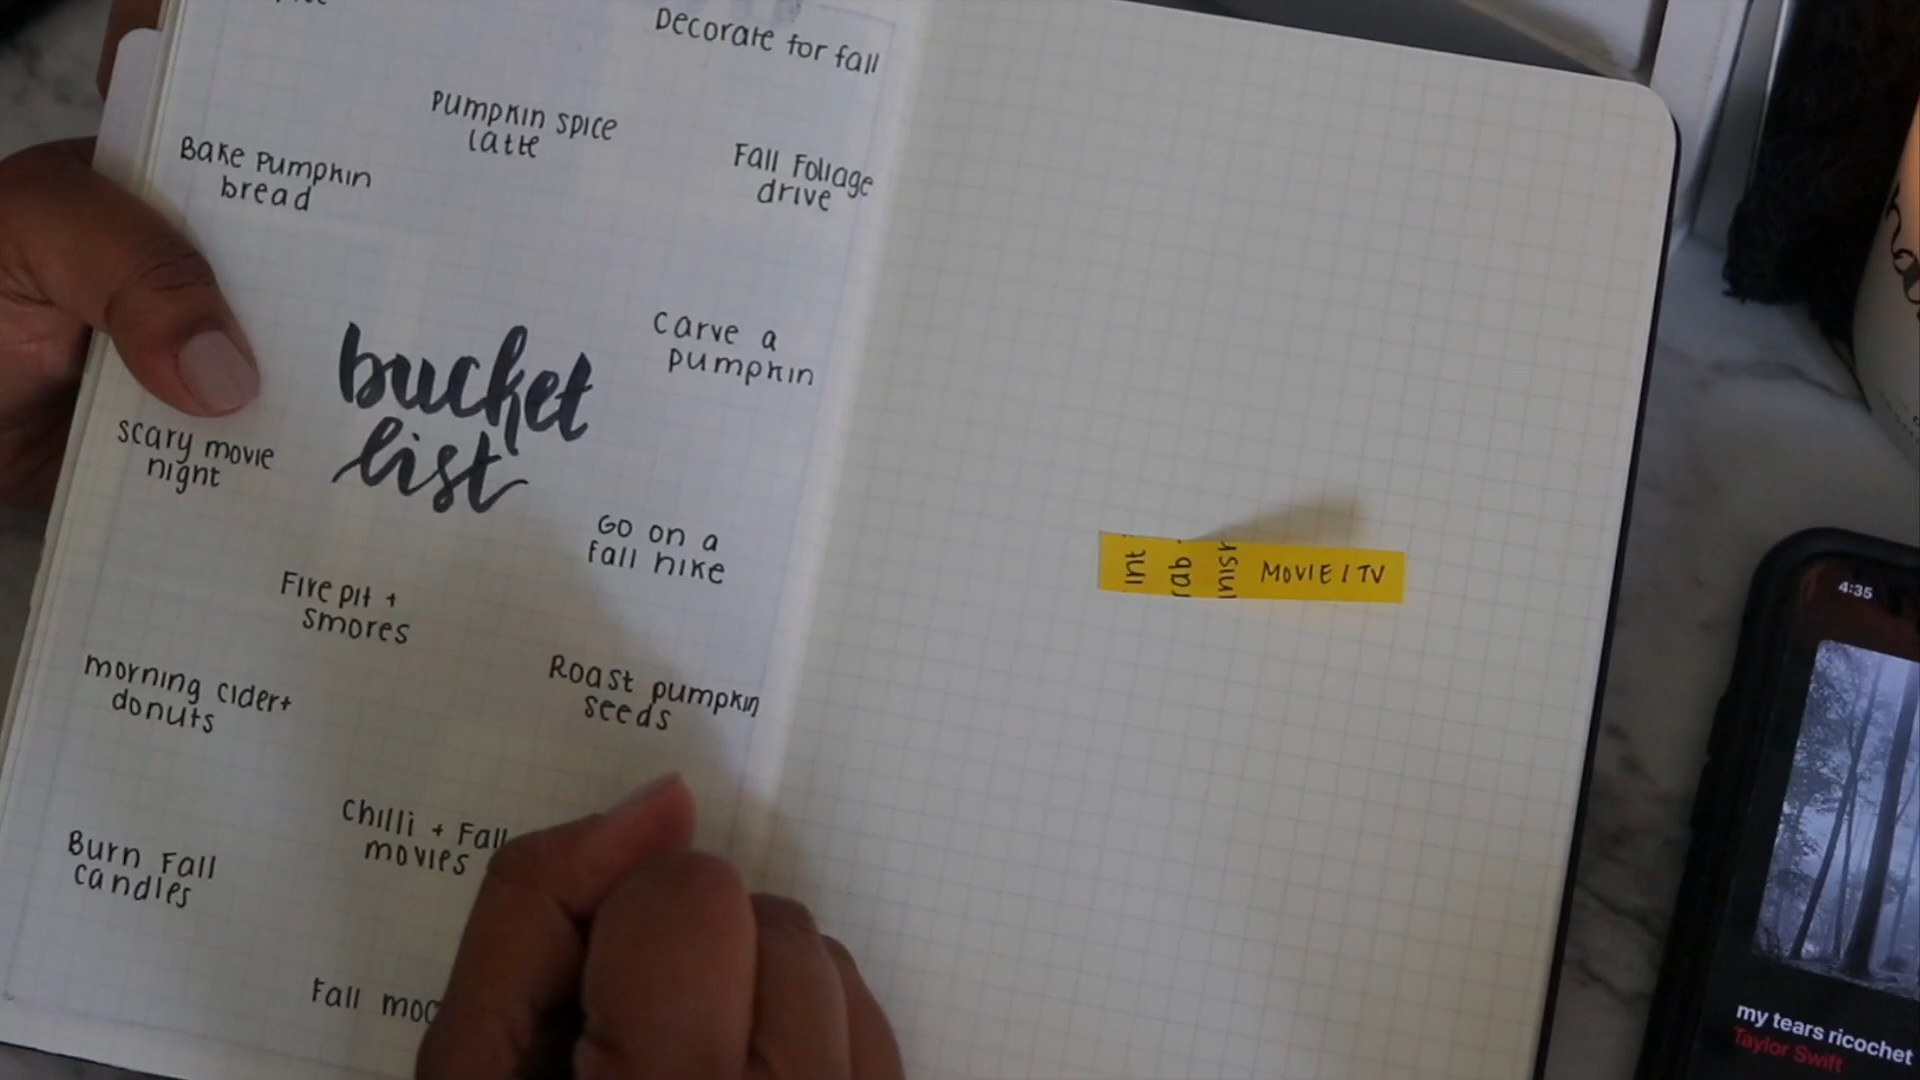 Decorate for fall
Pumpkin spice
latte
Bake Pumpkin
bread
Fall Foliage
drive
Carve a
pumpkin
bucket
list
scary movie
night
Go on a
fall hike
Fire pit +
smores
Roast pumpkin
seeds
morning cider+
donuts
Chilli + Fall
movies
Burn Fall
candles
Fall
MOVIE / TV
4:35
my tears ricochet
Taylor Swift